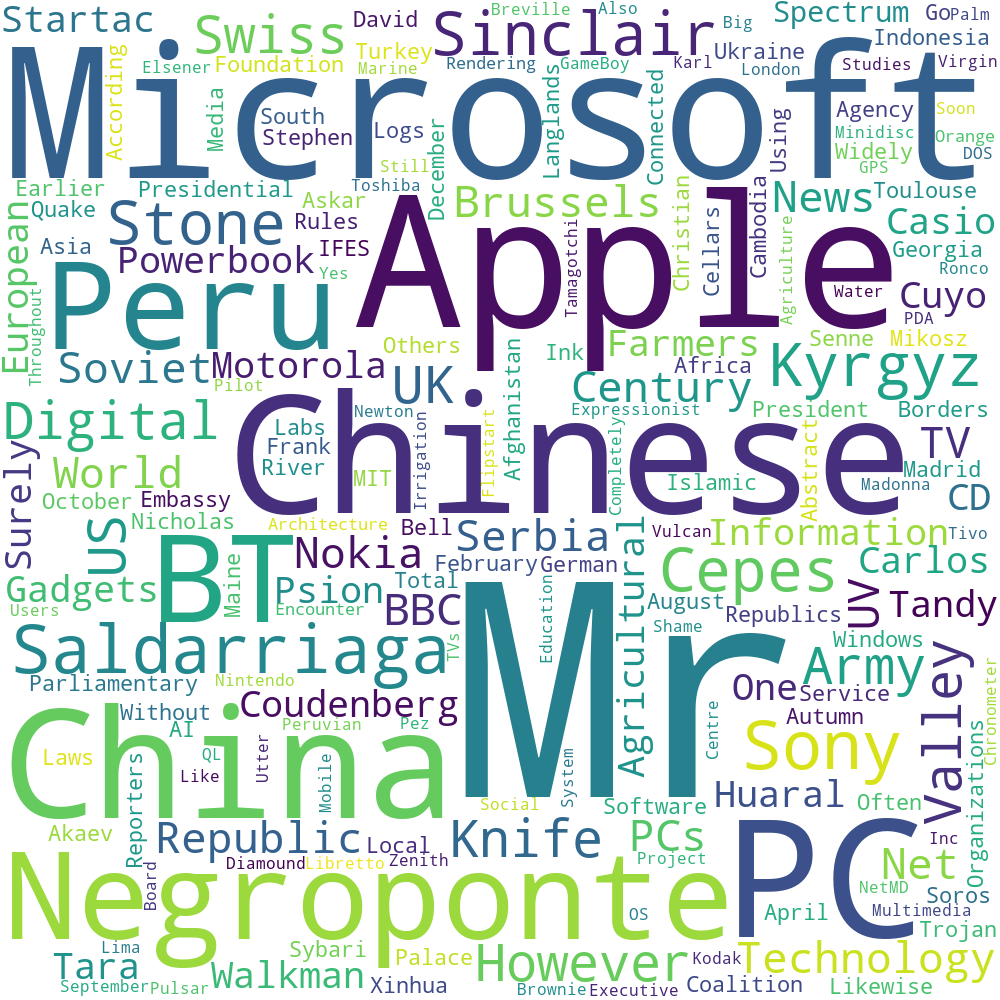 Startac
Swiss
David
Breville
Also
Big
Spectrum
Go
Palm
Sinclair
Indonesia
According
Elsener
Foundation
Turkey
Marine
Rendering
GameBoy
Karl
Ukraine
London
Studies
Virgin
Microsoft
Media
South
Stephen
Logs
December
Langlands
Connected
Using
Agency
Soon
Minidisc
Orange
Widely
DOS
GPS
Still
Toshiba
Earlier
Presidential
Askar
Brussels
Christian
Cellars
Cambodia
News
Toulouse
Quake
Stone
Rules
Casio
European
Asia
Powerbook
IFES
Yes
Apple
Tamagotchi
Agriculture
Georgia
Ronco
Water
Cuyo
PDA
Peru
Throughout
Others
Ink
Farmers
Senne
Mikosz
Soviet
Motorola
Pilot
UK
Afghanistan
Century
Africa
Kyrgyz
Digital
Labs
Newton
Irrigation
Flipstart
Expressionist
Completely
President
Borders
Frank
River
Chinese
Abstract
TV
World
MIT
Islamic
Madrid
Madonna
CD
Surely
October
Embassy
Nicholas
US
Architecture
Bell
Serbia
Vulcan
Information
Tivo
BT
Nokia
February
German
Agricultural
Cepes
Carlos
Gadgets
Users
Maine
Psion
Total
Encounter
BBC
Education
August
Republics
UV
Tandy
Shame
Saldarriaga
TVs
Mr
Windows
Army
Valley
Parliamentary
Nintendo
Coudenberg
One
Service
Without
AI
Peruvian
Pez
Centre
Autumn
Chronometer
Laws
QL
Like
Utter
Mobile
System
Sony
Organizations
China
Social
Software
Huaral
Often
Akaev
Reporters
Republic
Local
Knife
PCs
Project
PC
Inc
Net
Diamound
Libretto
Zenith
NetMD
Soros
Board
Negroponte
OS
April
Multimedia
Trojan
Lima
Tara
Sybari
Palace
However
Kodak
Technology
September
Pulsar
Walkman
Xinhua
Brownie
Executive
Coalition
Likewise